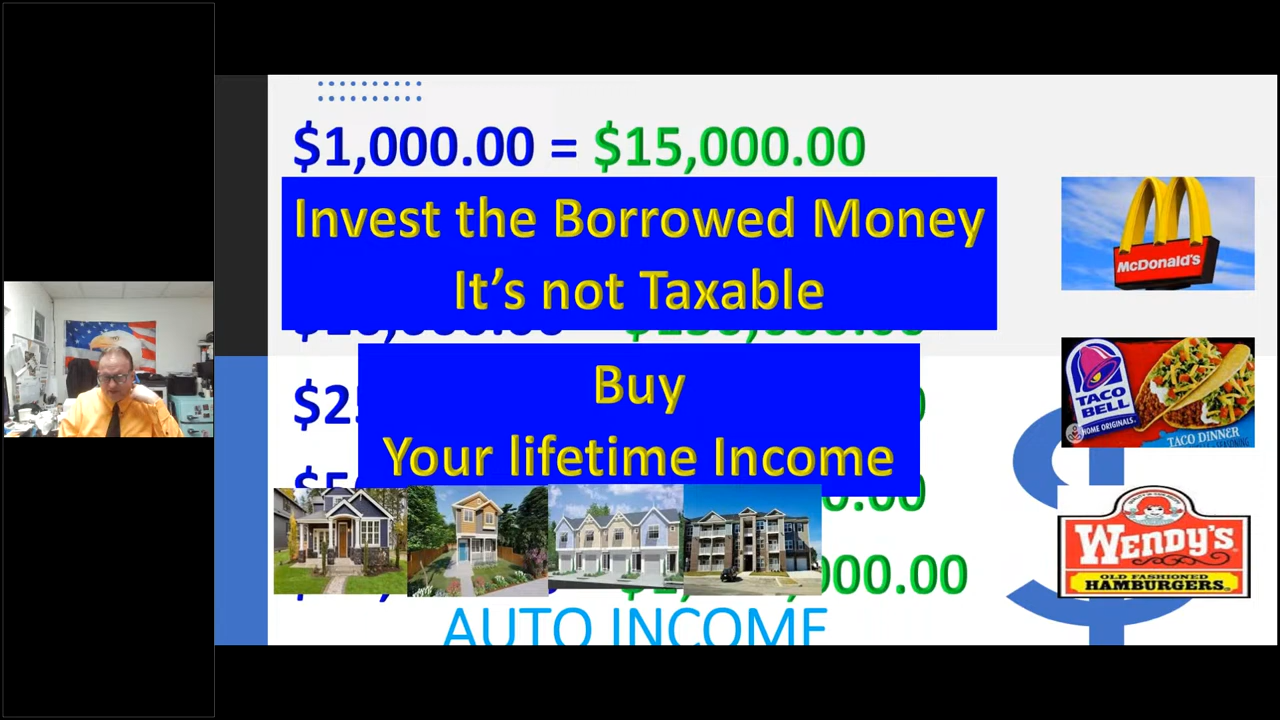 $1,000.00 = $15,000.00
Invest the Borrowed Money
It's not Taxable
Buy
Your lifetime Income
AUTO INCOME
McDonald's
TACO
BELL
HOME ORIGINALS
TACO DINNER
WENDY'S
OLD FASHIONED
HAMBURGERS